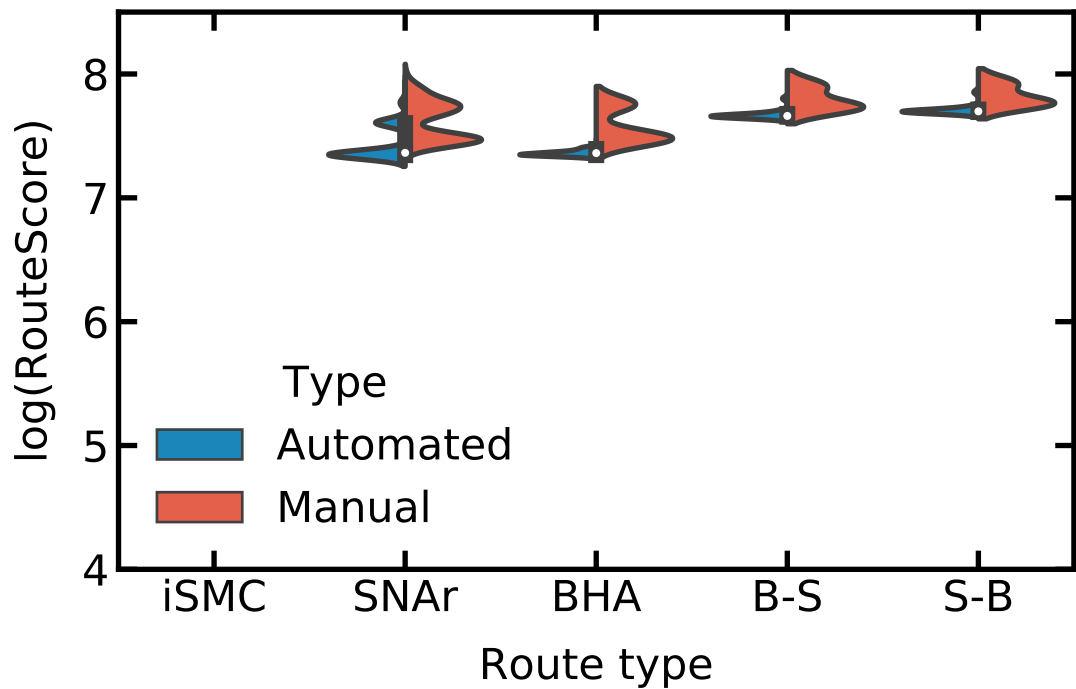 8
7
6
5
4
log(RouteScore)
Type
Automated
Manual
iSMC SNAr BHA B-S S-B
Route type